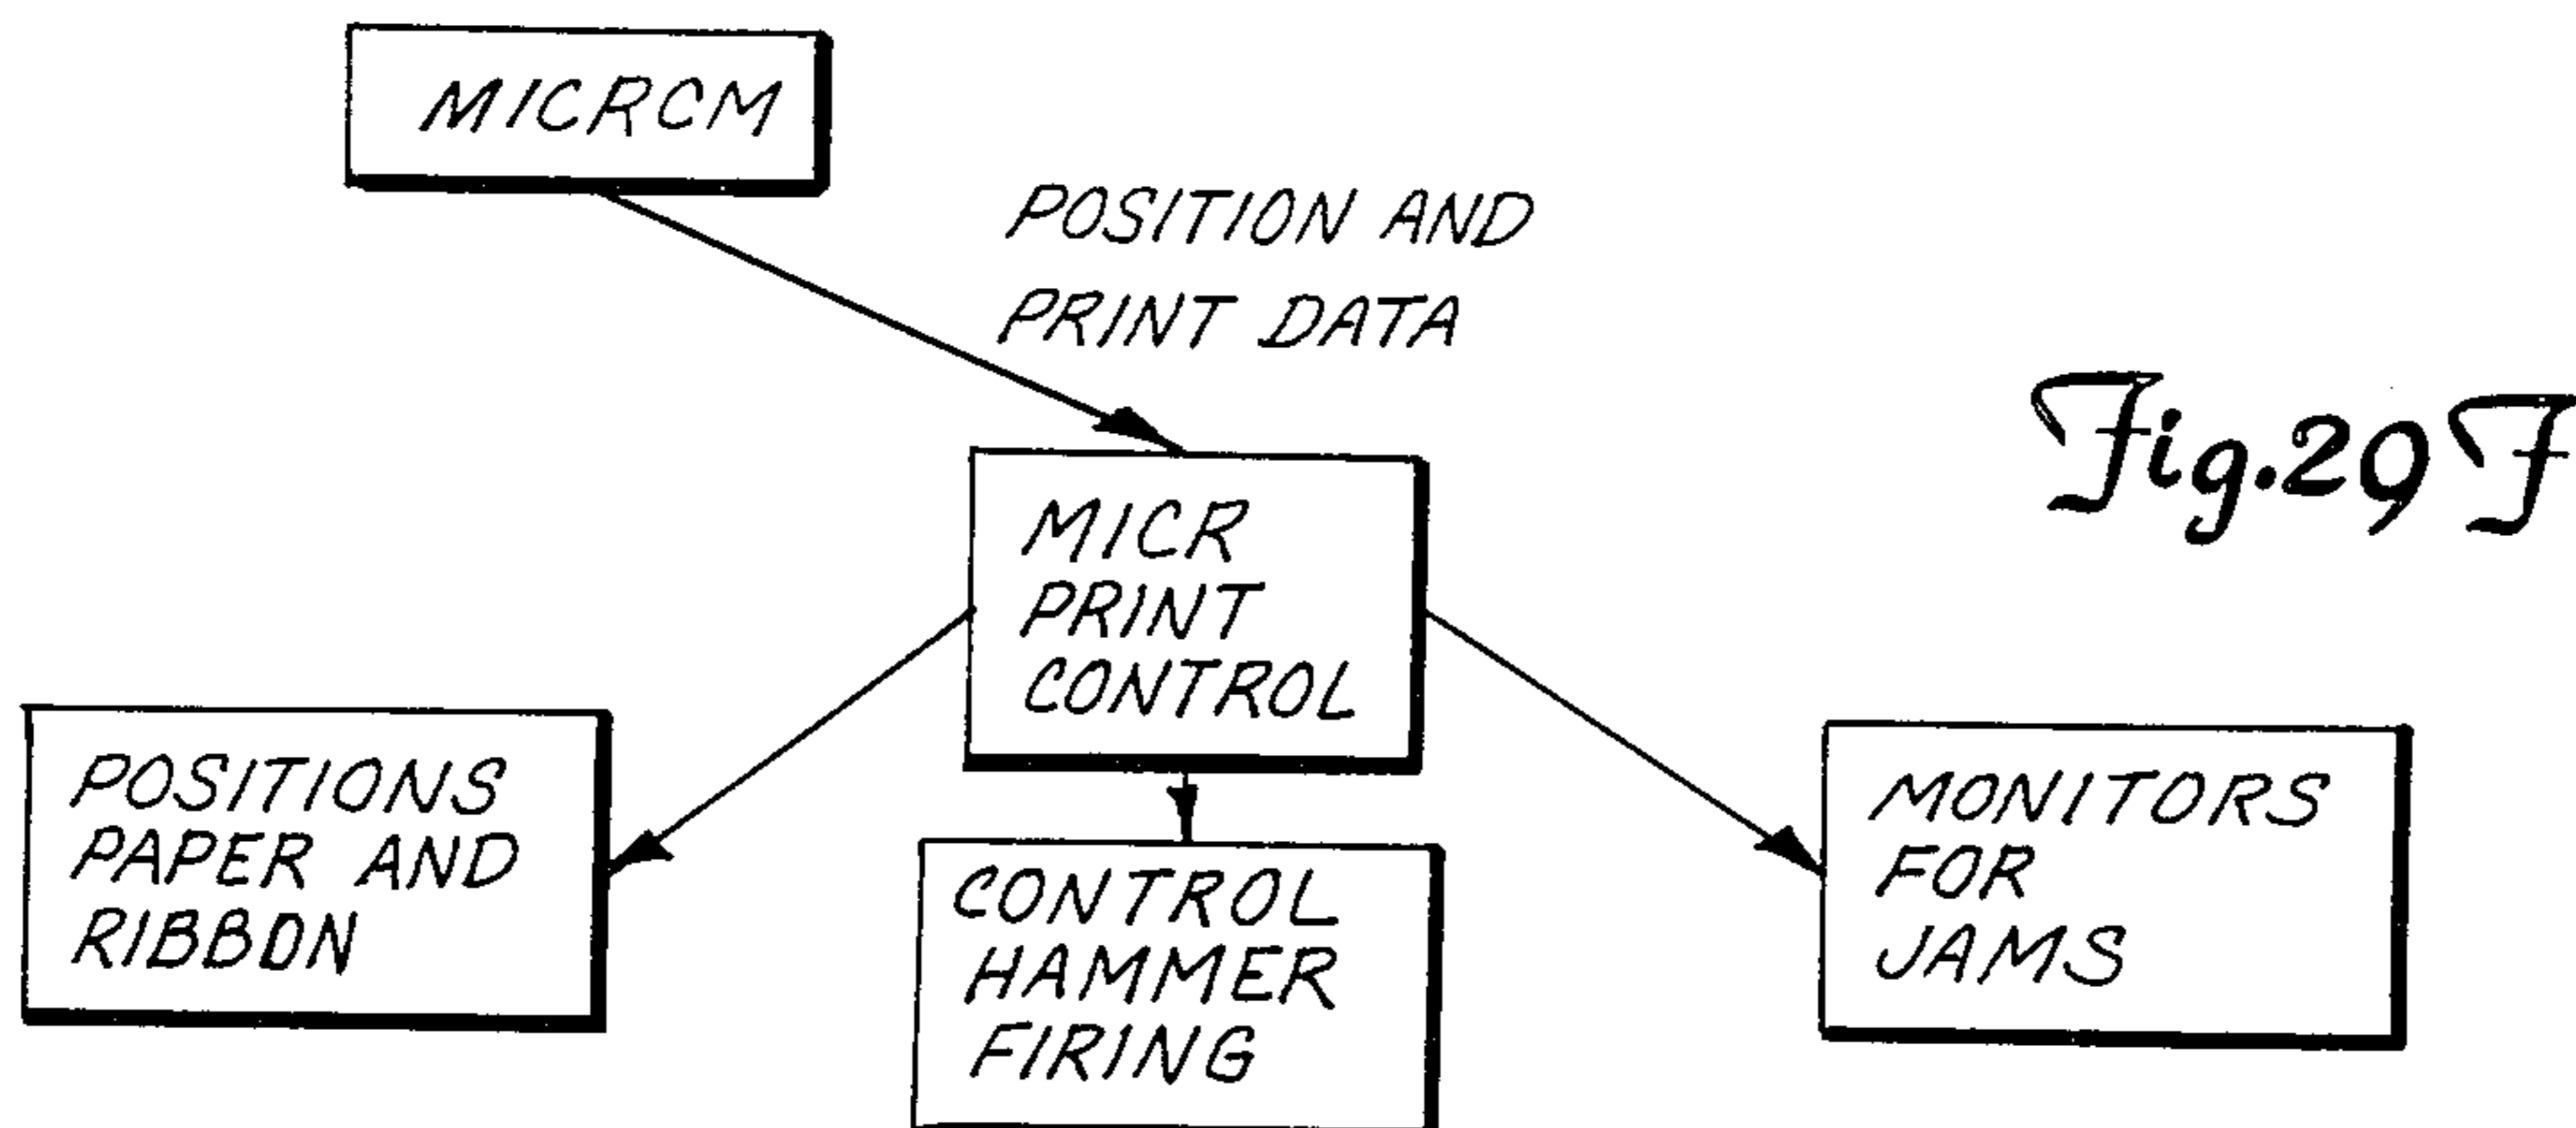 MICRCM
POSITION AND
PRINT DATA
Fig.29F
MICR
PRINT
CONTROL
POSITIONS
PAPER AND
RIBBON
CONTROL
HAMMER
FIRING
MONITORS
FOR
JAMS